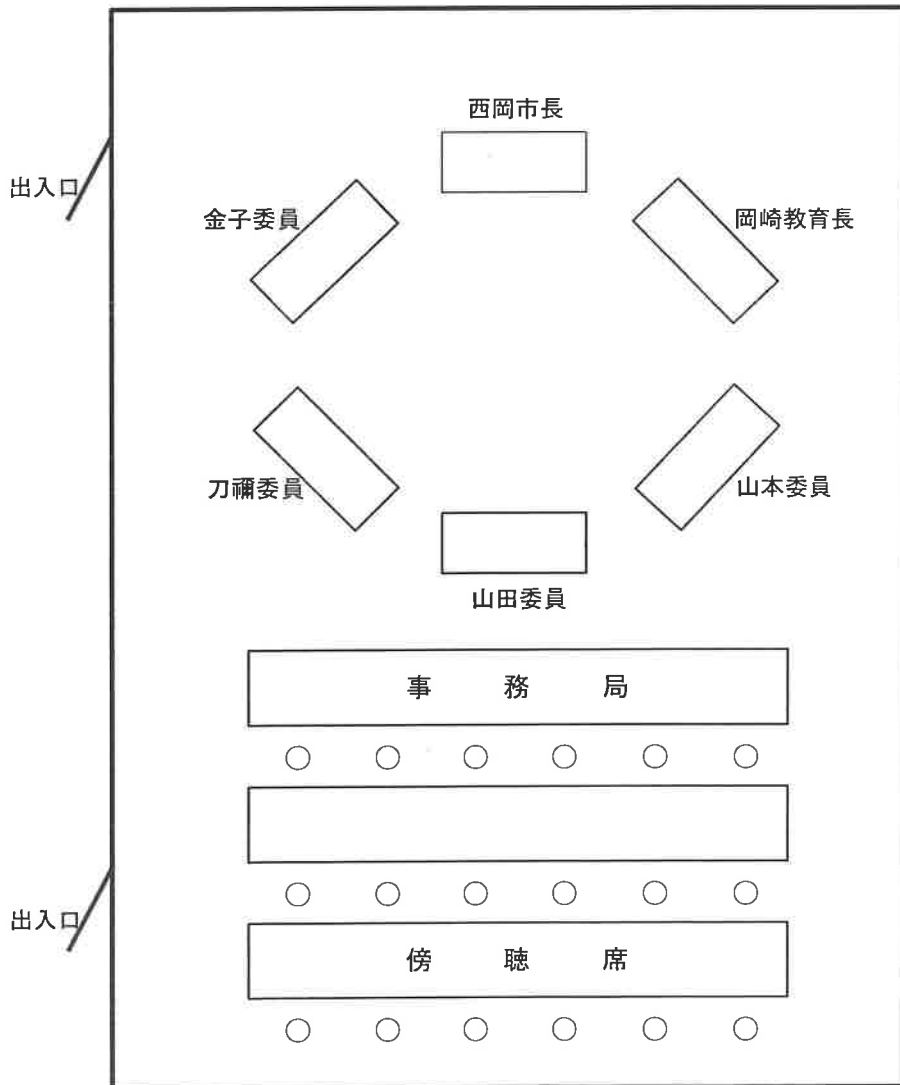 西岡市長
出入口
金子委員
岡崎教育長
刀禰委員
山本委員
山田委員
事務局
出入口
傍聴席